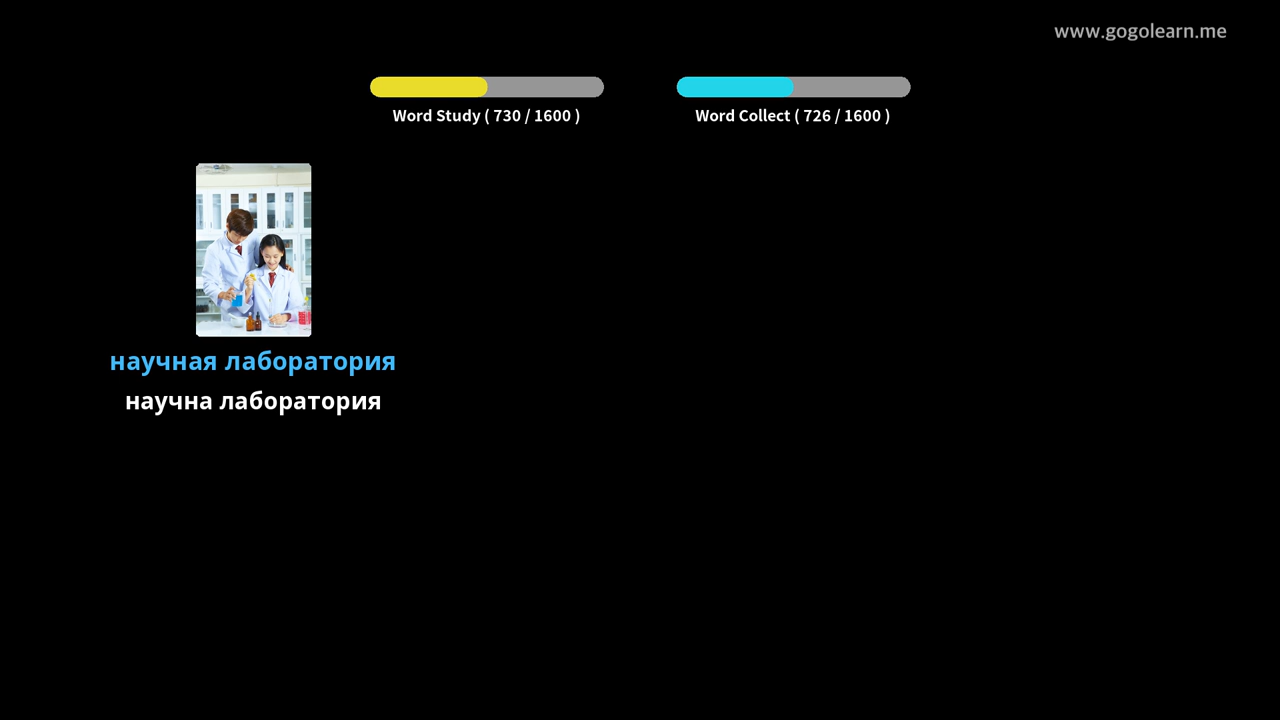 www.gogolearn.me
Word Study ( 730 / 1600 )
Word Collect ( 726 / 1600 )
научная лаборатория
научна лаборатория